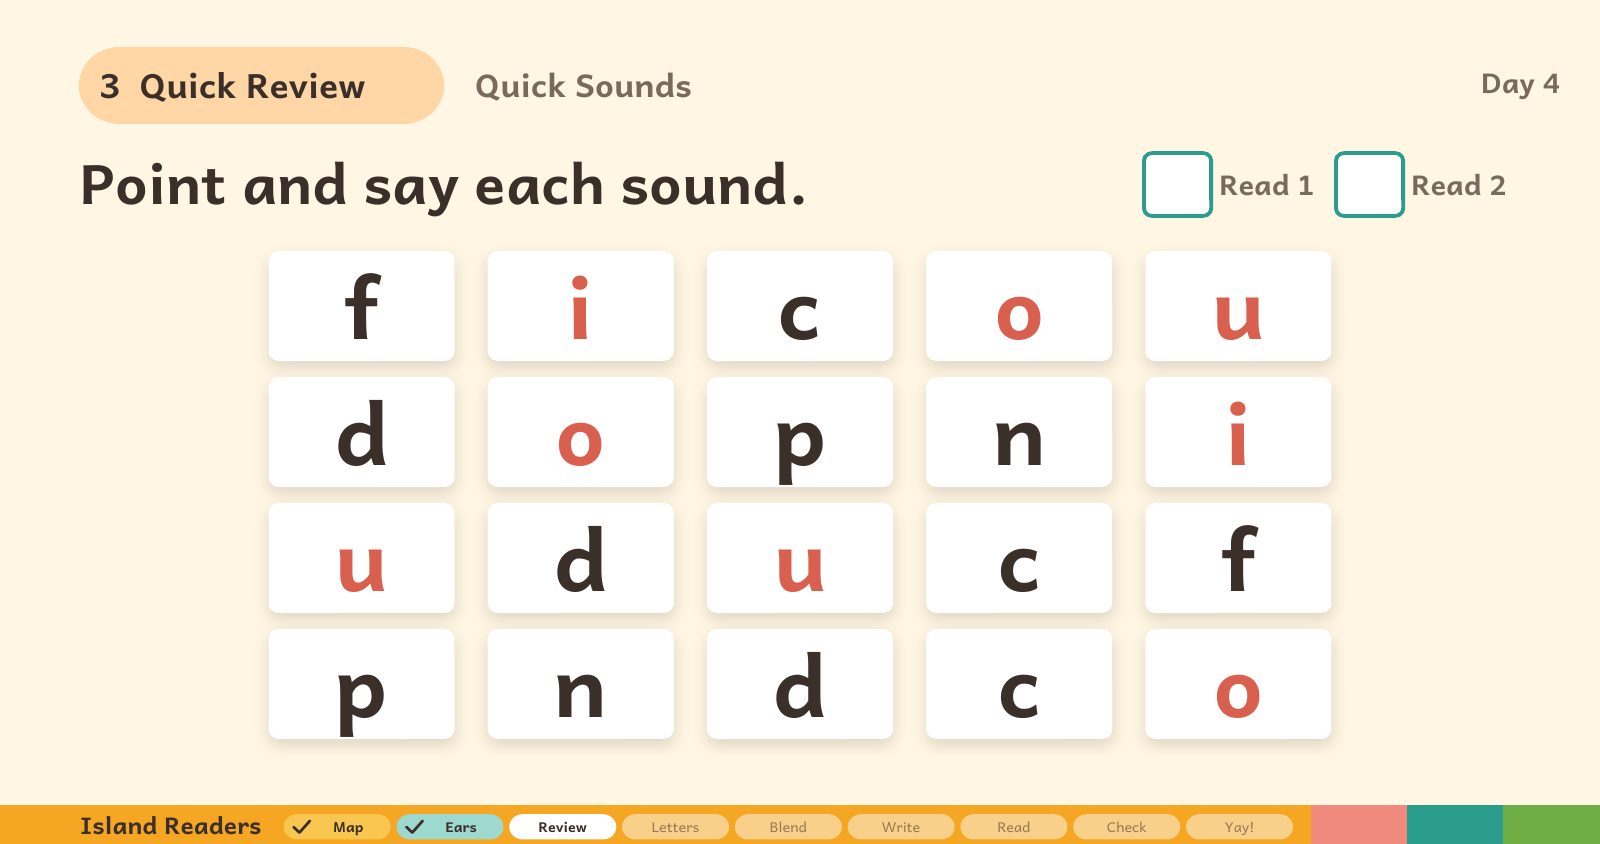 3 Quick Review
Quick Sounds
Day 4
Point and say each sound.
Read 1
Read 2
f i c o u
d o p n i
u d u c f
p n d c o
Island Readers
Map
Ears
Review
Letters
Blend
Write
Read
Check
Yay!